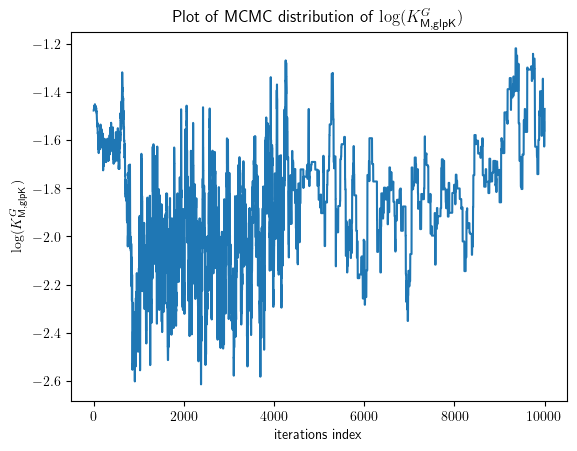 Plot of MCMC distribution of log(K^G_M,glpK)
−1.2
−1.4
−1.6
−1.8
−2.0
−2.2
−2.4
−2.6
log(K^G_M,glpK)
0 2000 4000 6000 8000 10000
iterations index